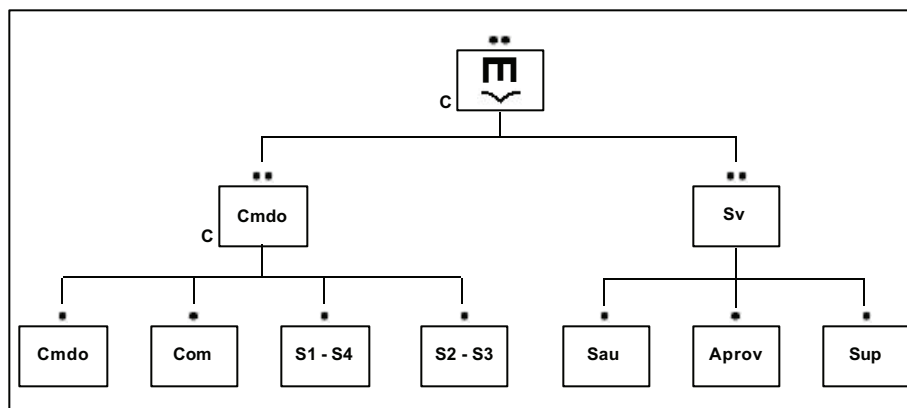 C
Cmdo
C
Sv
Cmdo
Com
S1 - S4
S2 - S3
Sau
Aprov
Sup